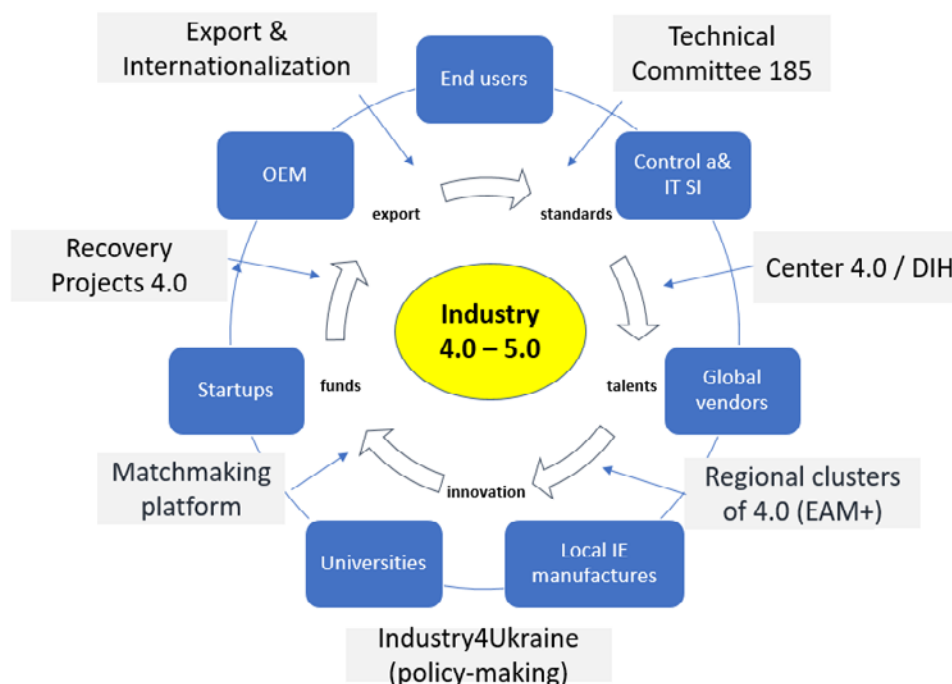 Export &
Internationalization
Technical
Committee 185
End users
OEM
Control a& 
IT SI
export
standards
Recovery
Projects 4.0
Center 4.0 / DIH
Industry
4.0 – 5.0
Startups
funds
talents
Global
vendors
Matchmaking
platform
innovation
Regional clusters
of 4.0 (EAM+)
Universities
Local IE
manufactures
Industry4Ukraine
(policy-making)